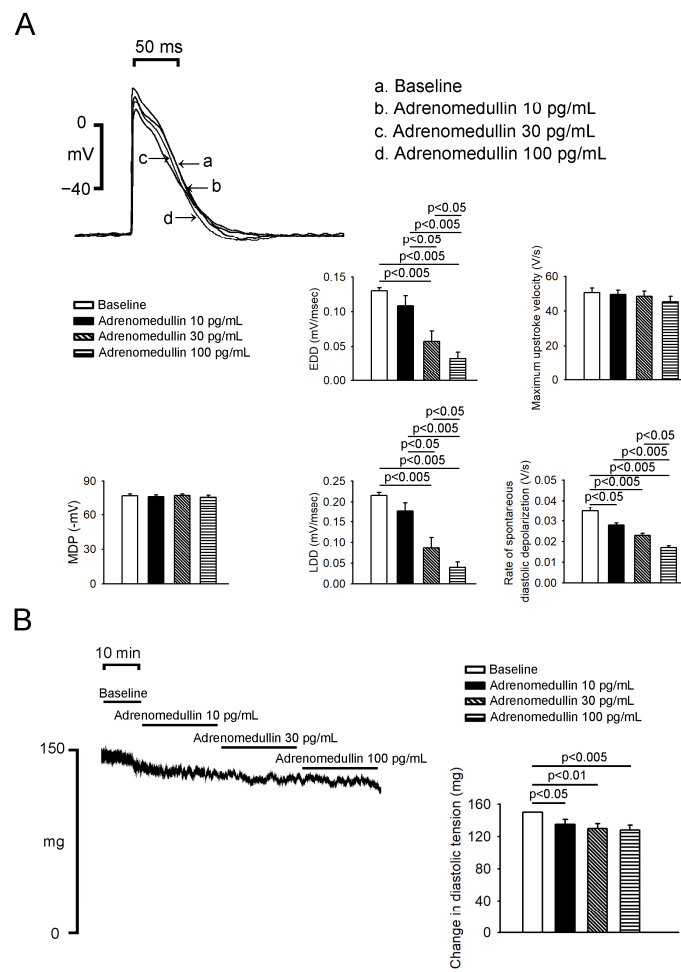 A
50 ms
0
mV
−40
a
b
c
d
a. Baseline
b. Adrenomedullin 10 pg/mL
c. Adrenomedullin 30 pg/mL
d. Adrenomedullin 100 pg/mL
Baseline
Adrenomedullin 10 pg/mL
Adrenomedullin 30 pg/mL
Adrenomedullin 100 pg/mL
p<0.05
p<0.005
p<0.05
p<0.005
p<0.005
EDD (mV/msec)
0.15
0.10
0.05
0.00
Maximum upstroke velocity (V/s)
60
40
20
0
MDP (-mV)
90
60
30
0
p<0.05
p<0.005
p<0.05
p<0.005
p<0.005
LDD (mV/msec)
0.25
0.20
0.15
0.10
0.05
0.00
p<0.05
p<0.005
p<0.005
p<0.005
p<0.05
Rate of spontaneous
diastolic depolarization (V/s)
0.05
0.04
0.03
0.02
0.01
0.00
B
10 min
Baseline
Adrenomedullin 10 pg/mL
Adrenomedullin 30 pg/mL
Adrenomedullin 100 pg/mL
150
mg
0
Baseline
Adrenomedullin 10 pg/mL
Adrenomedullin 30 pg/mL
Adrenomedullin 100 pg/mL
p<0.005
p<0.01
p<0.05
Change in diastolic tension (mg)
160
120
80
40
0